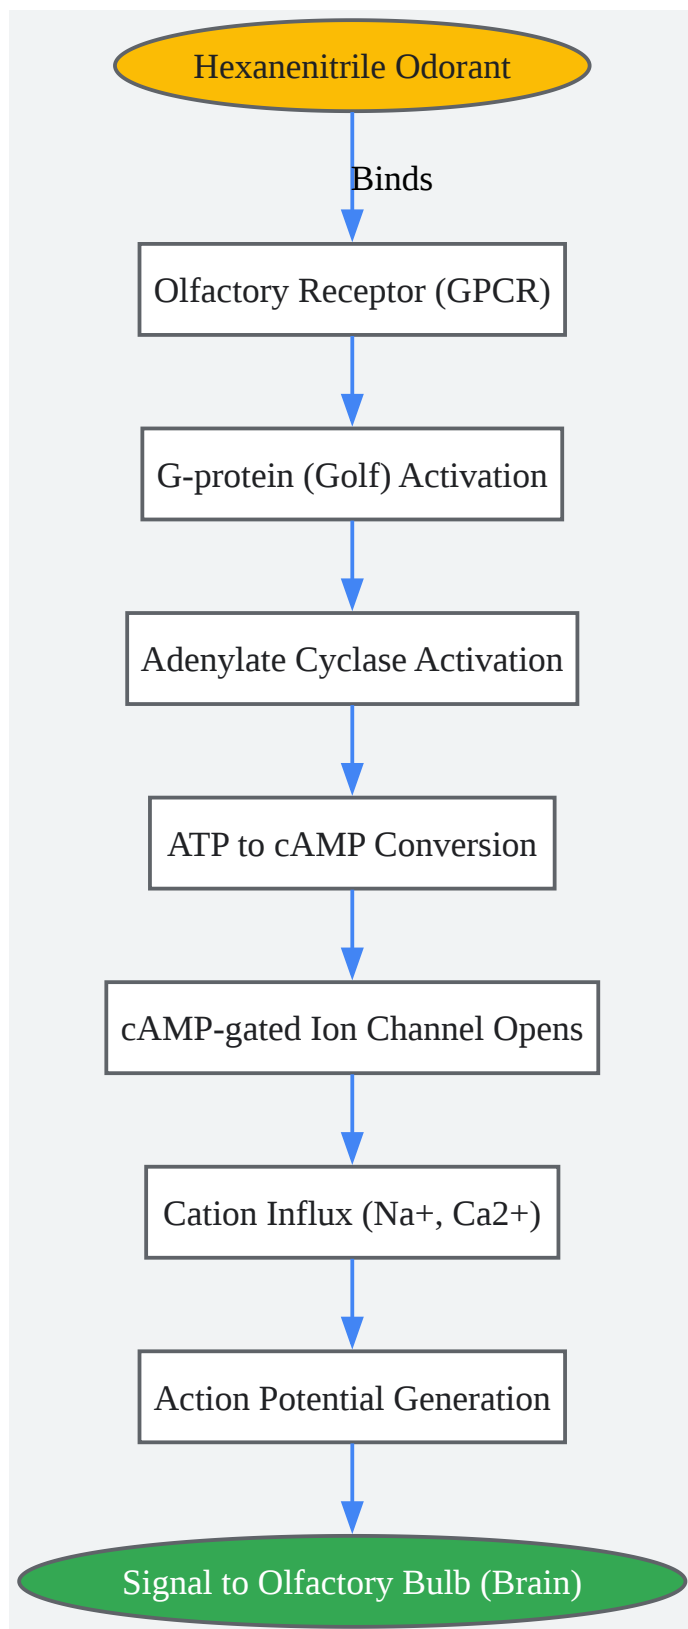 Hexanenitrile Odorant
Binds
Olfactory Receptor (GPCR)
G-protein (Golf) Activation
Adenylate Cyclase Activation
ATP to cAMP Conversion
cAMP-gated Ion Channel Opens
Cation Influx (Na+, Ca2+)
Action Potential Generation
Signal to Olfactory Bulb (Brain)